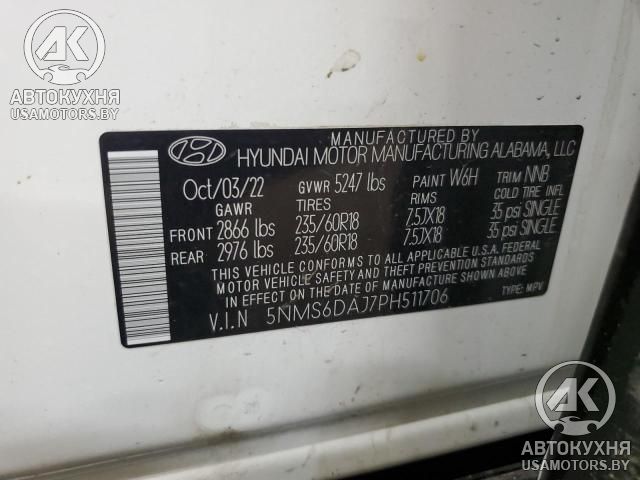 AK
АВТОКУХНЯ
USAMOTORS.BY
MANUFACTURED BY
HYUNDAI MOTOR MANUFACTURING ALABAMA, LLC
Oct/03/22 GVWR 5247 lbs PAINT W6H TRIM NNB
GAWR TIRES RIMS COLD TIRE INFL
FRONT 2866 lbs 235/60R18 7.5JX18 35 psi SINGLE
REAR 2976 lbs 235/60R18 7.5JX18 35 psi SINGLE
THIS VEHICLE CONFORMS TO ALL APPLICABLE U.S.A. FEDERAL
MOTOR VEHICLE SAFETY AND THEFT PREVENTION STANDARDS
IN EFFECT ON THE DATE OF MANUFACTURE SHOWN ABOVE.
V.I.N 5NMS6DAJ7PH511706 TYPE: MPV
AK
АВТОКУХНЯ
USAMOTORS.BY